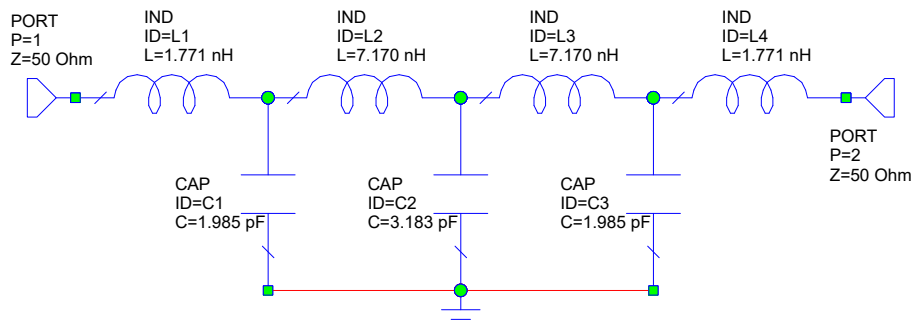 PORT
P=1
Z=50 Ohm
IND
ID=L1
L=1.771 nH
IND
ID=L2
L=7.170 nH
IND
ID=L3
L=7.170 nH
IND
ID=L4
L=1.771 nH
PORT
P=2
Z=50 Ohm
CAP
ID=C1
C=1.985 pF
CAP
ID=C2
C=3.183 pF
CAP
ID=C3
C=1.985 pF